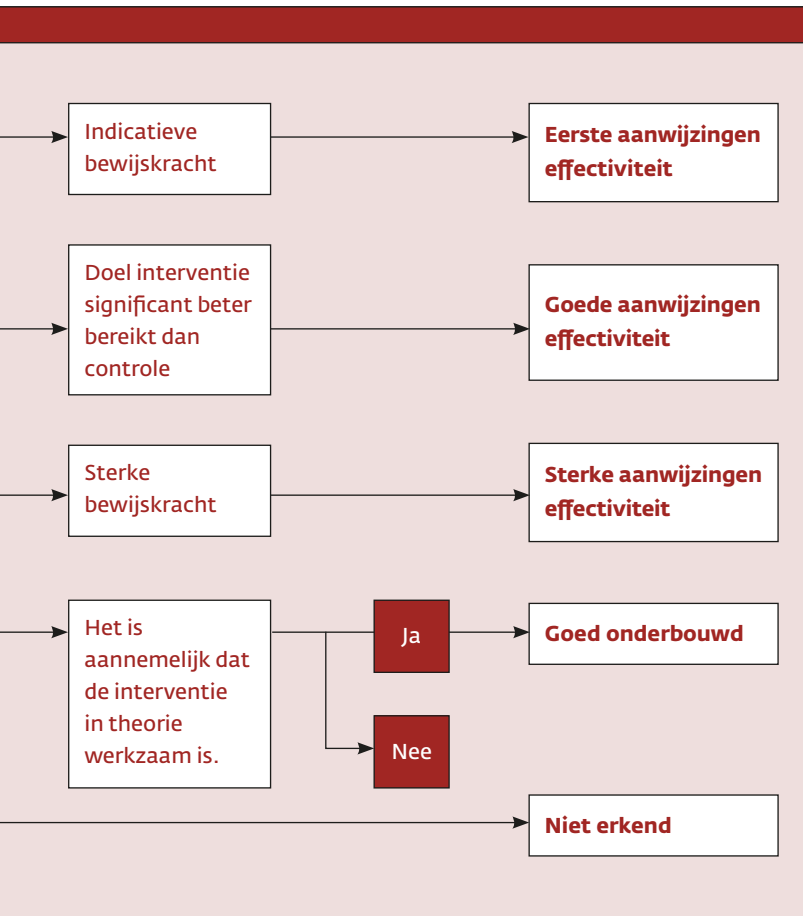 Indicatieve
bewijskracht
Eerste aanwijzingen
effectiviteit
Doel interventie
significant beter
bereikt dan
controle
Goede aanwijzingen
effectiviteit
Sterke
bewijskracht
Sterke aanwijzingen
effectiviteit
Het is
aannemelijk dat
de interventie
in theorie
werkzaam is.
Ja
Goed onderbouwd
Nee
Niet erkend